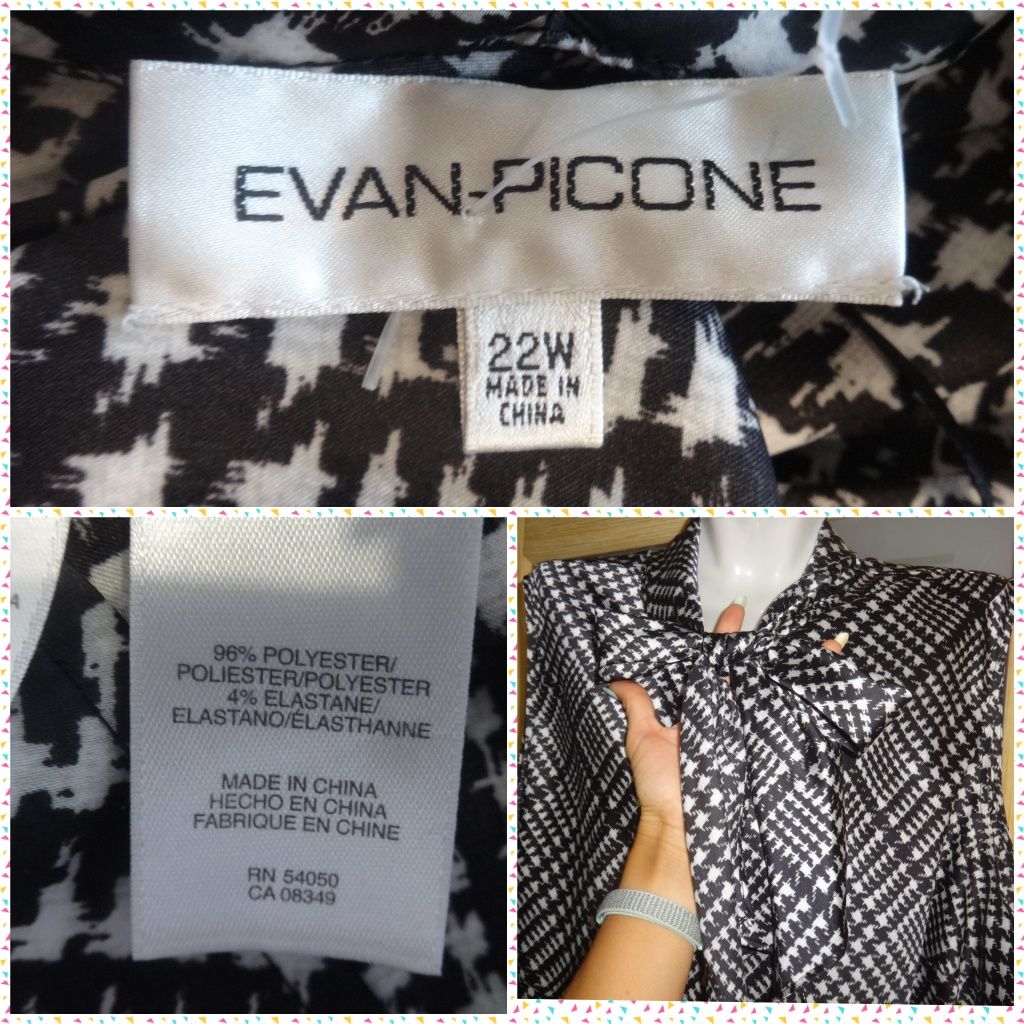 EVAN-PICONE
22W
MADE IN
CHINA
96% POLYESTER/
POLIESTER/POLYESTER
4% ELASTANE/
ELASTANO/ÉLASTHANNE
MADE IN CHINA
HECHO EN CHINA
FABRIQUE EN CHINE
RN 54050
CA 08349